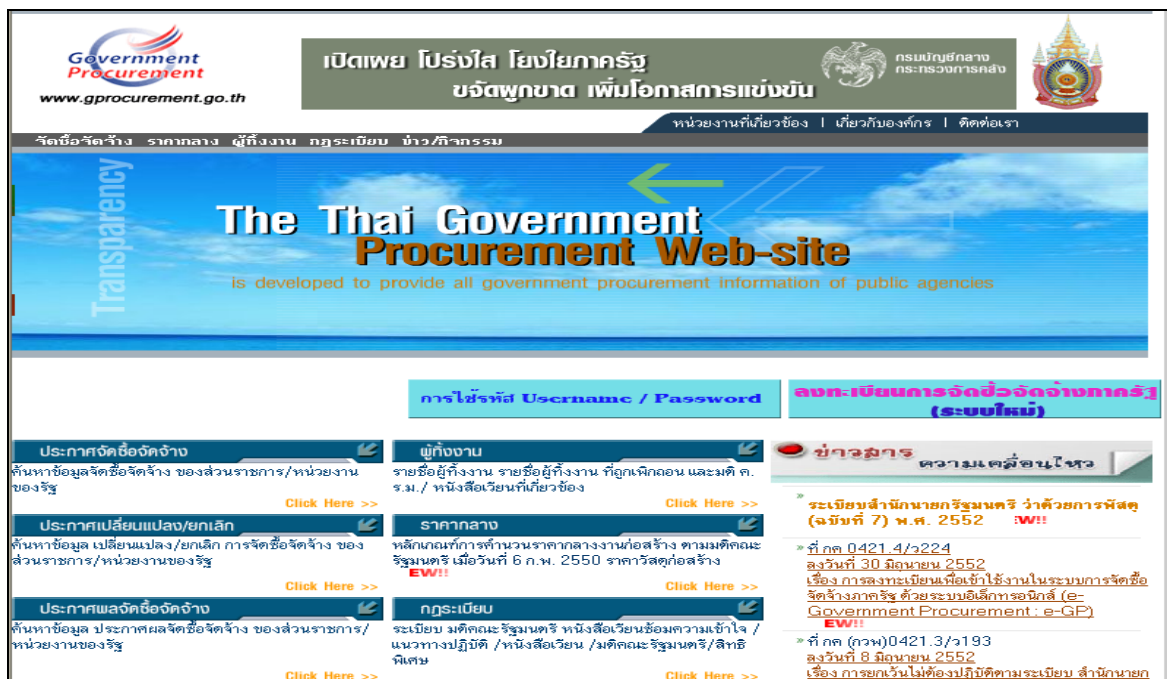 Government
Procurement
www.gprocurement.go.th
เปิดเผย โปร่งใส โยงใยภาครัฐ
ขจัดผูกขาด เพิ่มโอกาสการแข่งขัน
กรมบัญชีกลาง
กระทรวงการคลัง
หน่วยงานที่เกี่ยวข้อง | เกี่ยวกับองค์กร | ติดต่อเรา
จัดซื้อจัดจ้าง ราคากลาง ผู้ทิ้งงาน กฎระเบียบ ข่าว/กิจกรรม
Transparency
The Thai Government
Procurement Web-site
is developed to provide all government procurement information of public agencies
การใช้รหัส Username / Password
ลงทะเบียนการจัดซื้อจัดจ้างภาครัฐ
(ระบบใหม่)
ประกาศจัดซื้อจัดจ้าง
ค้นหาข้อมูลจัดซื้อจัดจ้าง ของส่วนราชการ/หน่วยงาน
ของรัฐ
Click Here >>
ประกาศเปลี่ยนแปลง/ยกเลิก
ค้นหาข้อมูล เปลี่ยนแปลง/ยกเลิก การจัดซื้อจัดจ้าง ของ
ส่วนราชการ/หน่วยงานของรัฐ
Click Here >>
ประกาศผลจัดซื้อจัดจ้าง
ค้นหาข้อมูล ประกาศผลจัดซื้อจัดจ้าง ของส่วนราชการ/
หน่วยงานของรัฐ
Click Here >>
ผู้ทิ้งงาน
รายชื่อผู้ทิ้งงาน รายชื่อผู้ทิ้งงาน ที่ถูกเพิกถอน และมติ ค.
ร.ม./ หนังสือเวียนที่เกี่ยวข้อง
Click Here >>
ราคากลาง
หลักเกณฑ์การคำนวนราคากลางงานก่อสร้าง ตามมติคณะ
รัฐมนตรี เมื่อวันที่ 6 ก.พ. 2550 ราคาวัสดุก่อสร้าง
EW!!
Click Here >>
กฎระเบียบ
ระเบียบ มติคณะรัฐมนตรี หนังสือเวียนซ้อมความเข้าใจ /
แนวทางปฏิบัติ /หนังสือเวียน /มติคณะรัฐมนตรี/สิทธิ
พิเศษ
Click Here >>
ข่าวสาร
ความเคลื่อนไหว
» ระเบียบสำนักนายกรัฐมนตรี ว่าด้วยการพัสดุ
(ฉบับที่ 7) พ.ศ. 2552 EW!!
» ที่ กค 0421.4/ว224
ลงวันที่ 30 มิถุนายน 2552
เรื่อง การลงทะเบียนเพื่อเข้าใช้งานในระบบการจัดซื้อ
จัดจ้างภาครัฐ ด้วยระบบอิเล็กทรอนิกส์ (e-
Government Procurement : e-GP)
EW!!
» ที่ กค (กวพ)0421.3/ว193
ลงวันที่ 8 มิถุนายน 2552
เรื่อง การยกเว้นไม่ต้องปฏิบัติตามระเบียบ สำนักนายก